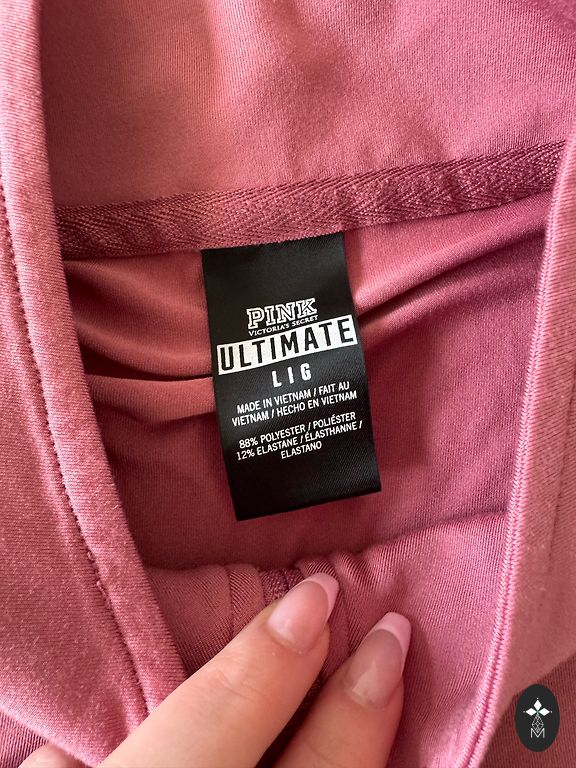 PINK
VICTORIA'S SECRET
ULTIMATE
L | G
MADE IN VIETNAM / FAIT AU
VIETNAM / HECHO EN VIETNAM
88% POLYESTER / POLIÉSTER
12% ELASTANE / ÉLASTHANNE /
ELASTANO